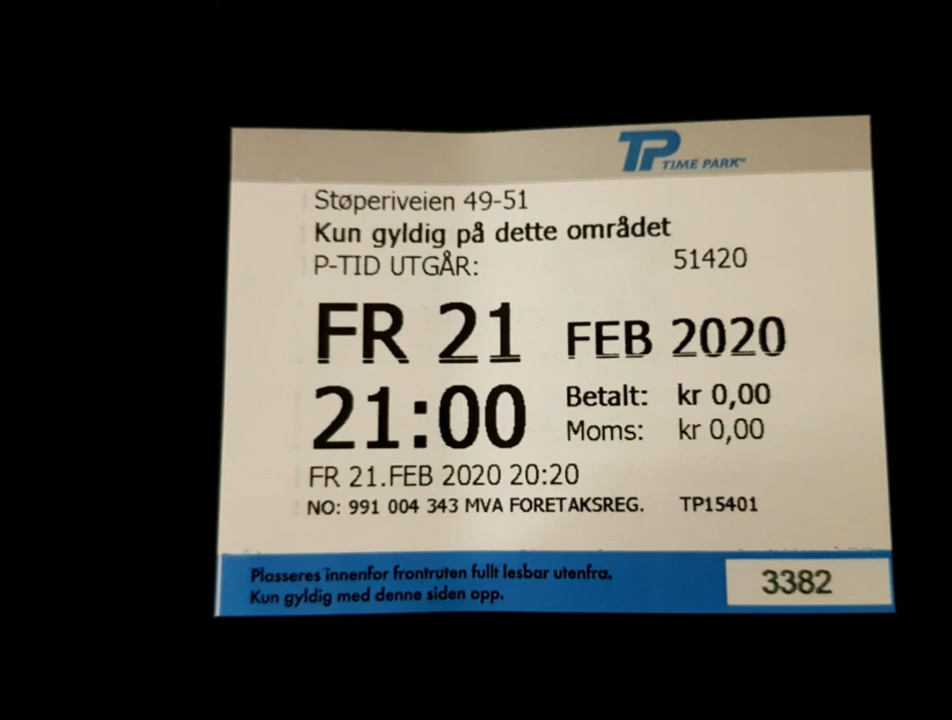 TP TIME PARK™
Støperiveien 49-51
Kun gyldig på dette området
P-TID UTGÅR: 51420
FR 21 FEB 2020
21:00 Betalt: kr 0,00
Moms: kr 0,00
FR 21.FEB 2020 20:20
NO: 991 004 343 MVA FORETAKSREG. TP15401
Plasseres innenfor frontruten fullt lesbar utenfra.
Kun gyldig med denne siden opp.
3382